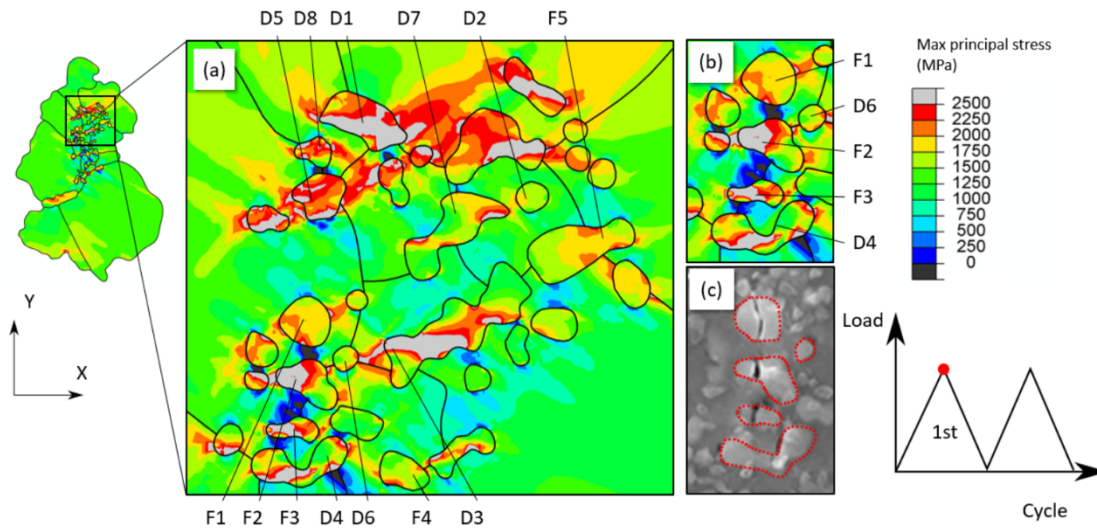 D5 D8 D1 D7 D2 F5
(a)
(b)
F1
D6
F2
F3
D4
(c)
Max principal stress
(MPa)
2500
2250
2000
1750
1500
1250
1000
750
500
250
0
Y
X
Load
1st
Cycle
F1 F2 F3 D4 D6 F4 D3